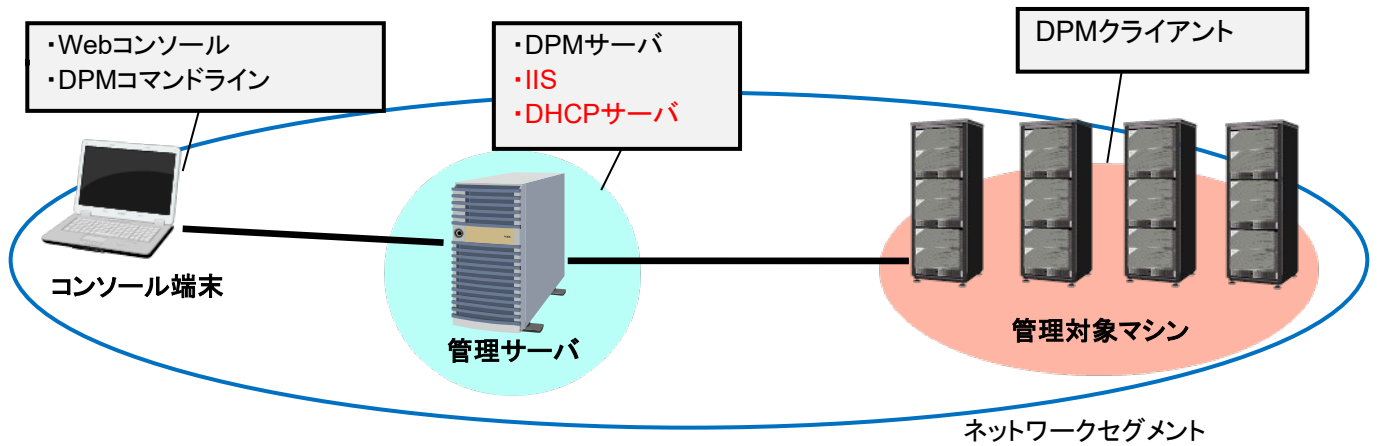 ・Webコンソール
・DPMコマンドライン
・DPMサーバ
・IIS
・DHCPサーバ
DPMクライアント
コンソール端末
管理サーバ
管理対象マシン
ネットワークセグメント